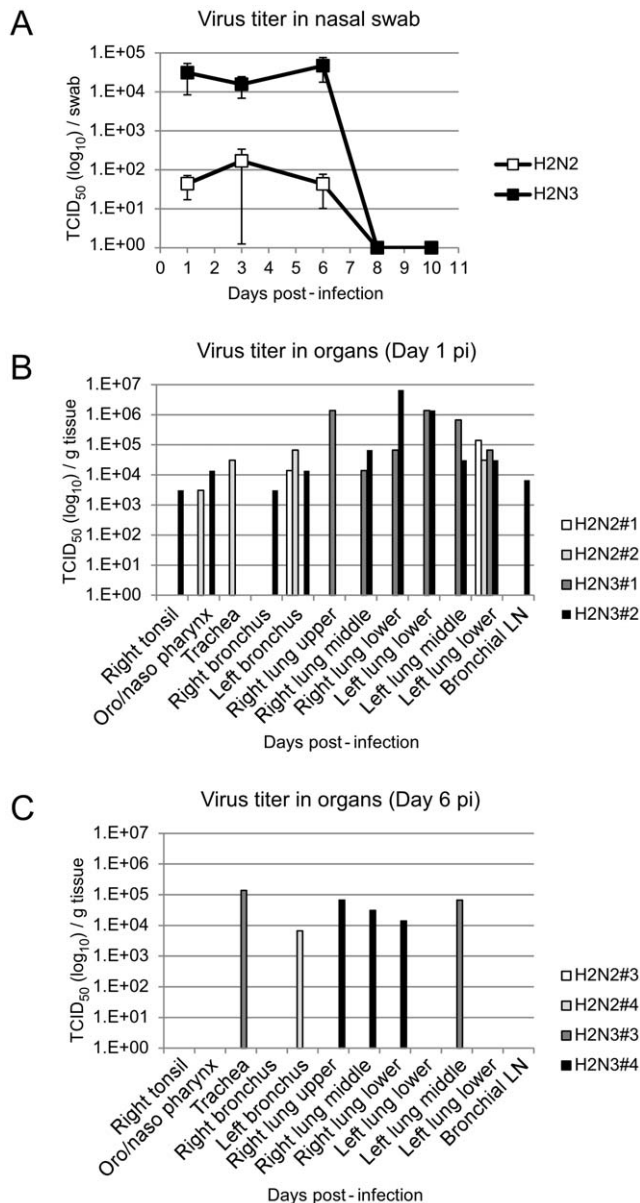 A
Virus titer in nasal swab
TCID50 (log10) / swab
1.E+05
1.E+04
1.E+03
1.E+02
1.E+01
1.E+00
0 1 2 3 4 5 6 7 8 9 10 11
Days post-infection
H2N2
H2N3
B
Virus titer in organs (Day 1 pi)
TCID50 (log10) / g tissue
1.E+07
1.E+06
1.E+05
1.E+04
1.E+03
1.E+02
1.E+01
1.E+00
Right tonsil
Oro/naso pharynx
Trachea
Right bronchus
Left bronchus
Right lung upper
Right lung middle
Right lung lower
Left lung lower
Left lung middle
Left lung lower
Bronchial LN
Days post-infection
H2N2#1
H2N2#2
H2N3#1
H2N3#2
C
Virus titer in organs (Day 6 pi)
TCID50 (log10) / g tissue
1.E+07
1.E+06
1.E+05
1.E+04
1.E+03
1.E+02
1.E+01
1.E+00
Right tonsil
Oro/naso pharynx
Trachea
Right bronchus
Left bronchus
Right lung upper
Right lung middle
Right lung lower
Left lung lower
Left lung middle
Left lung lower
Bronchial LN
H2N2#3
H2N2#4
H2N3#3
H2N3#4